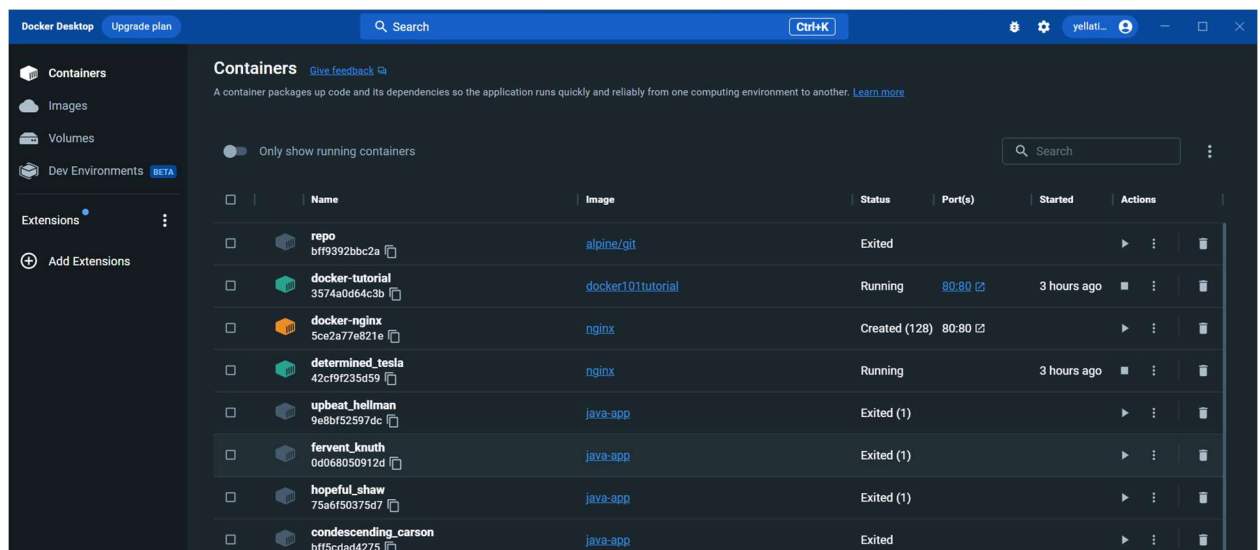 Docker Desktop Upgrade plan Search Ctrl+K yellati...
Containers
Images
Volumes
Dev Environments BETA
Extensions
Add Extensions
Containers Give feedback
A container packages up code and its dependencies so the application runs quickly and reliably from one computing environment to another. Learn more
Only show running containers Search
Name Image Status Port(s) Started Actions
repo
bff9392bbc2a alpine/git Exited
docker-tutorial
3574a0d64c3b docker101tutorial Running 80:80 3 hours ago
docker-nginx
5ce2a77e821e nginx Created (128) 80:80
determined_tesla
42cf9f235d59 nginx Running 3 hours ago
upbeat_hellman
9e8bf52597dc java-app Exited (1)
fervent_knuth
0d068050912d java-app Exited (1)
hopeful_shaw
75a6f50375d7 java-app Exited (1)
condescending_carson
bff5cdad4275 java-app Exited